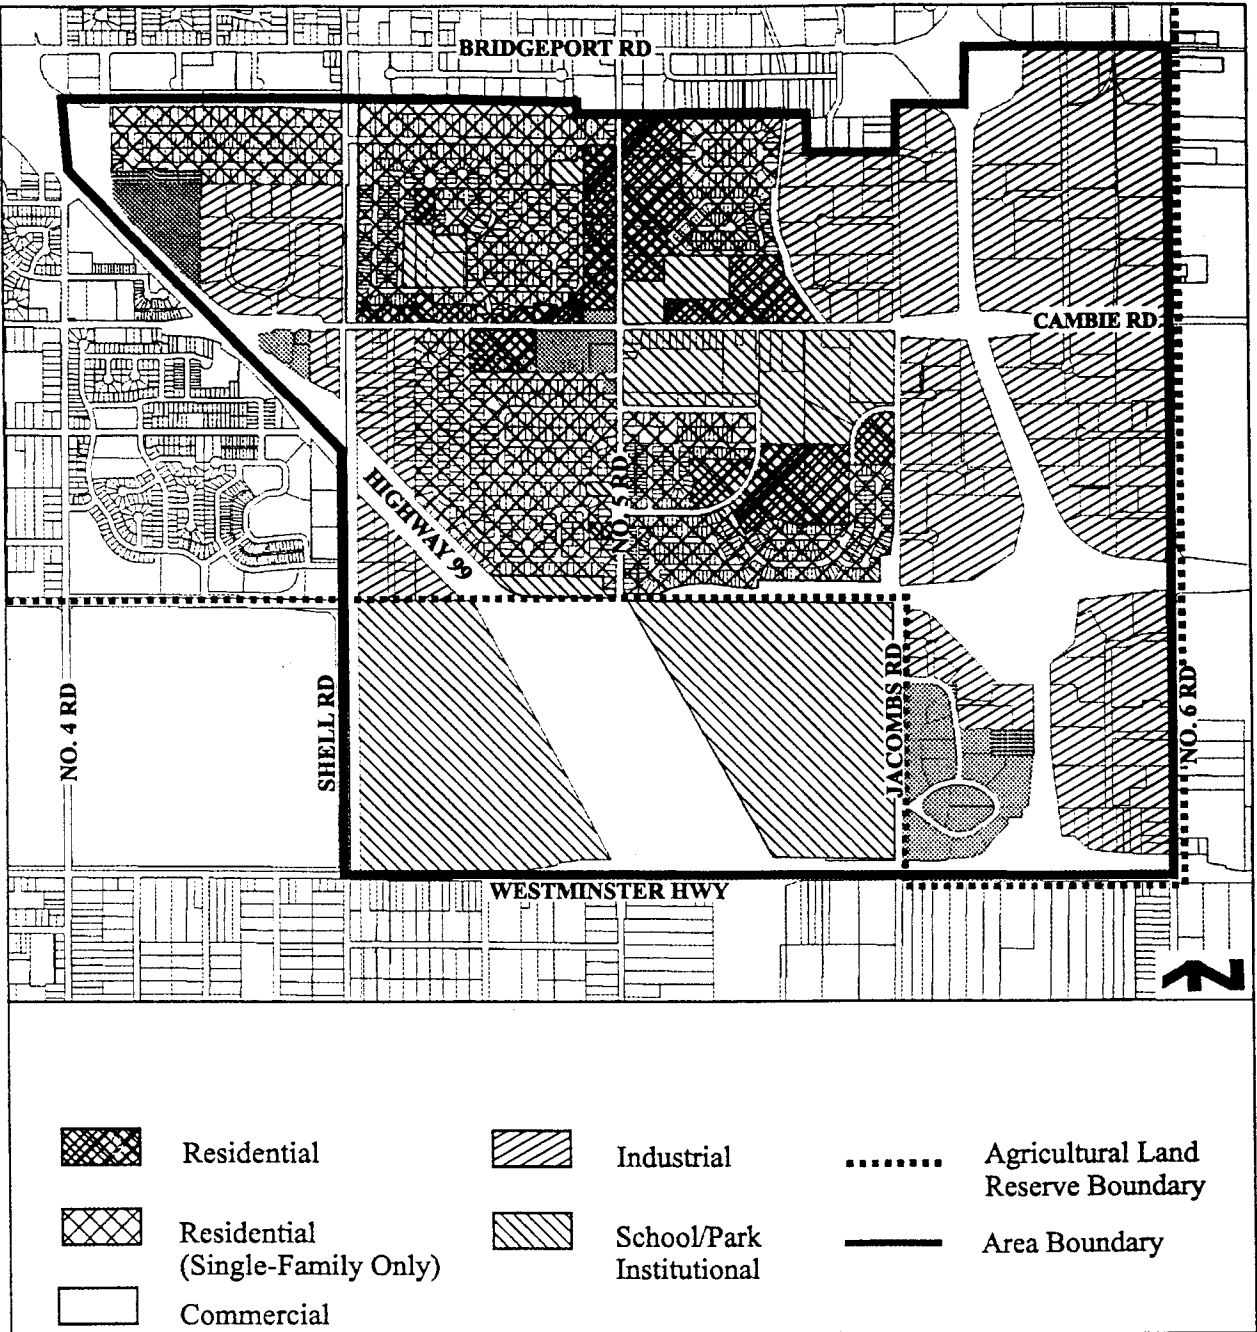 BRIDGEPORT RD
CAMBIE RD
HIGHWAY 99
NO. 5 RD
NO. 4 RD
SHELL RD
JACOMBS RD
NO. 6 RD
WESTMINSTER HWY
N
Residential
Industrial
Agricultural Land
Reserve Boundary
Residential
(Single-Family Only)
School/Park
Institutional
Area Boundary
Commercial